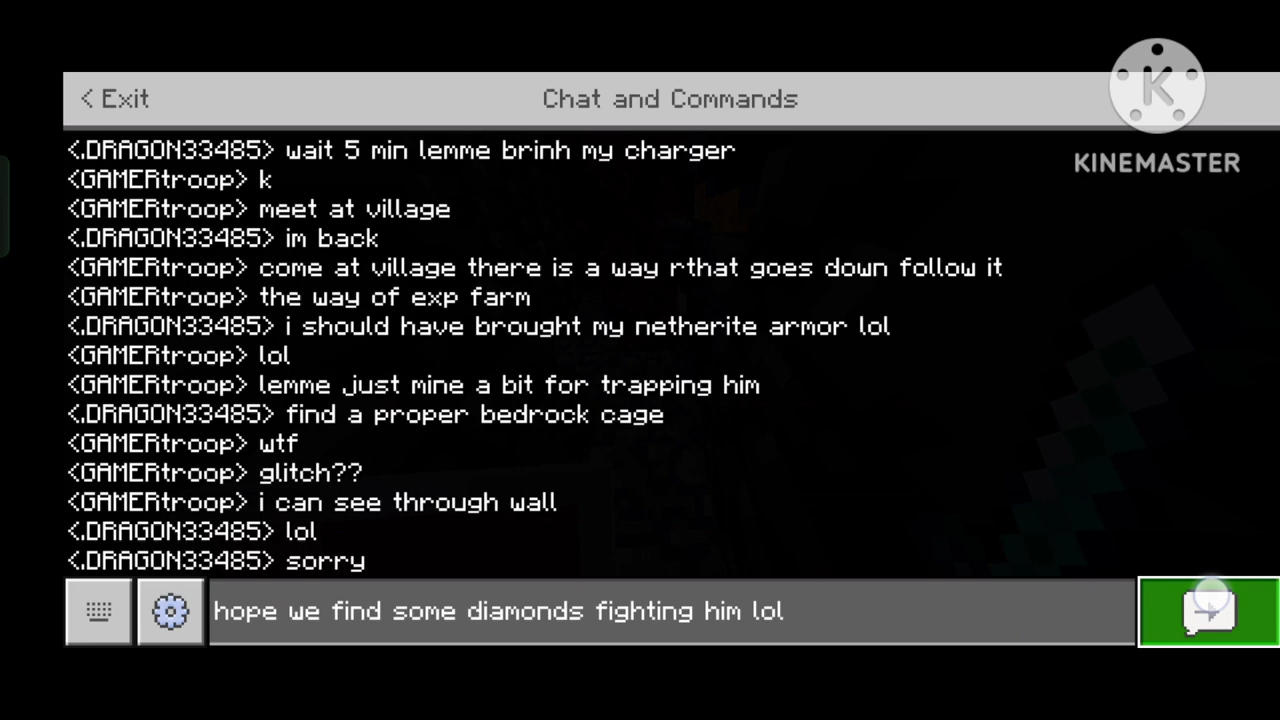 < Exit
Chat and Commands
K
KINEMASTER
<.DRAGON33485> wait 5 min lemme brinh my charger
<GAMERtroop> k
<GAMERtroop> meet at village
<.DRAGON33485> im back
<GAMERtroop> come at village there is a way rthat goes down follow it
<GAMERtroop> the way of exp farm
<.DRAGON33485> i should have brought my netherite armor lol
<GAMERtroop> lol
<GAMERtroop> lemme just mine a bit for trapping him
<.DRAGON33485> find a proper bedrock cage
<GAMERtroop> wtf
<GAMERtroop> glitch??
<GAMERtroop> i can see through wall
<.DRAGON33485> lol
<.DRAGON33485> sorry
hope we find some diamonds fighting him lol